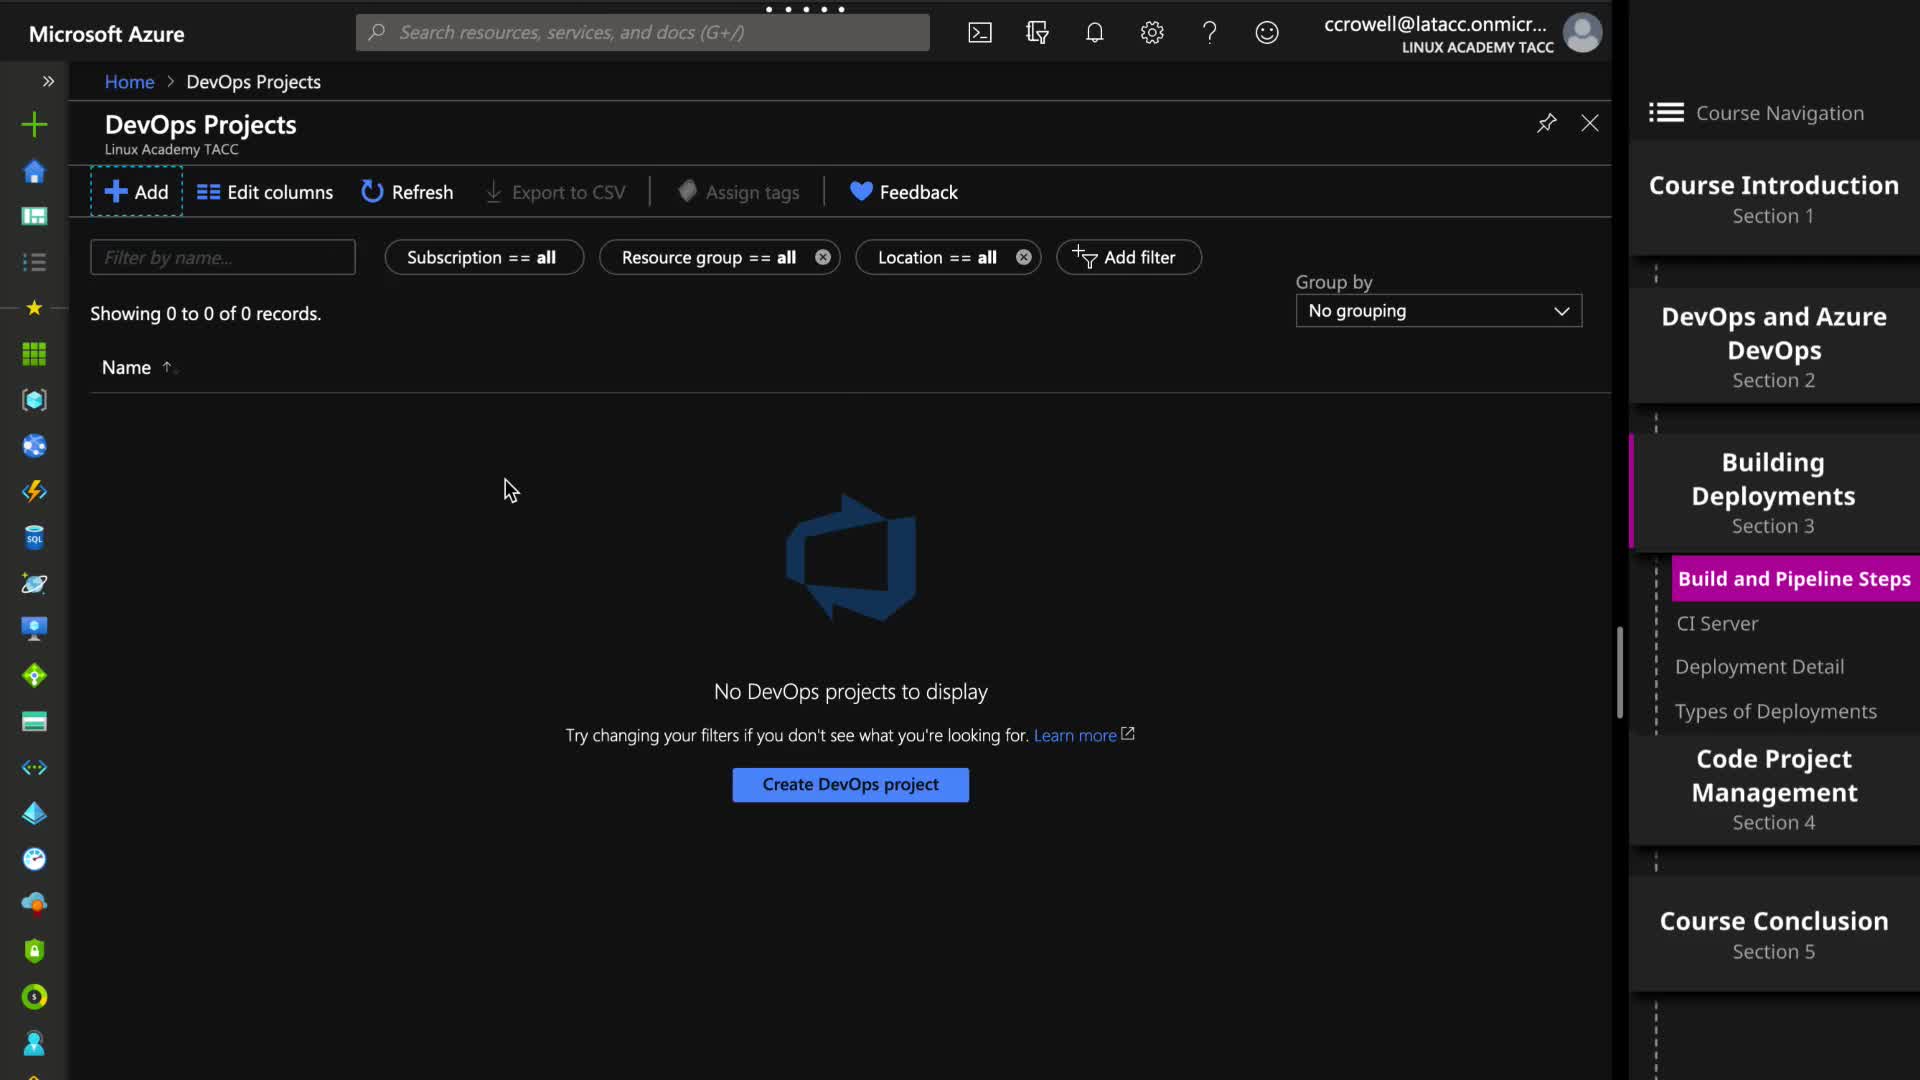 Microsoft Azure
Search resources, services, and docs (G+/)
ccrowell@latacc.onmicr...
LINUX ACADEMY TACC
Home > DevOps Projects
DevOps Projects
Linux Academy TACC
Add
Edit columns
Refresh
Export to CSV
Assign tags
Feedback
Filter by name...
Subscription == all
Resource group == all
Location == all
Add filter
Showing 0 to 0 of 0 records.
Group by
No grouping
Name ↑
SQL
No DevOps projects to display
Try changing your filters if you don't see what you're looking for. Learn more
Create DevOps project
Course Navigation
Course Introduction
Section 1
DevOps and Azure
DevOps
Section 2
Building
Deployments
Section 3
Build and Pipeline Steps
CI Server
Deployment Detail
Types of Deployments
Code Project
Management
Section 4
Course Conclusion
Section 5